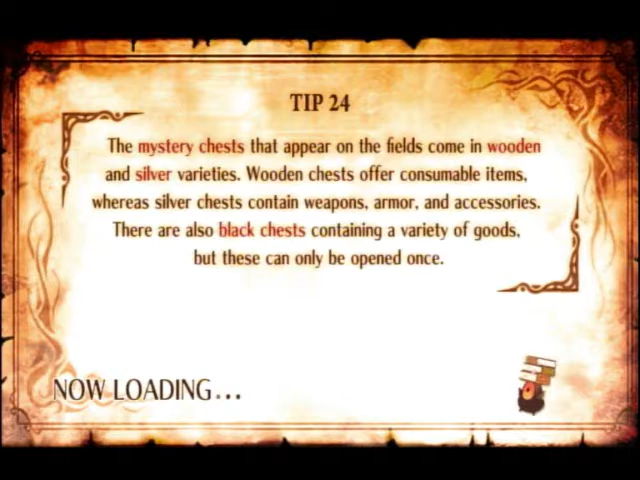 TIP 24
The mystery chests that appear on the fields come in wooden
and silver varieties. Wooden chests offer consumable items,
whereas silver chests contain weapons, armor, and accessories.
There are also black chests containing a variety of goods,
but these can only be opened once.
NOW LOADING...